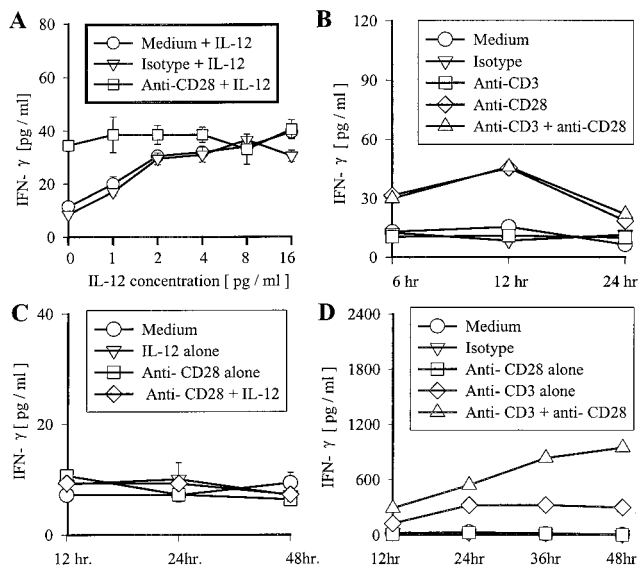 A
IFN- γ [pg / ml]
80
60
40
20
0
Medium + IL-12
Isotype + IL-12
Anti-CD28 + IL-12
0 1 2 4 8 16
IL-12 concentration [ pg / ml ]
B
IFN- γ [pg / ml ]
120
90
60
30
0
Medium
Isotype
Anti-CD3
Anti-CD28
Anti-CD3 + anti-CD28
6 hr 12 hr 24 hr
C
IFN- γ [ pg / ml ]
40
20
0
Medium
IL-12 alone
Anti- CD28 alone
Anti- CD28 + IL-12
12 hr. 24hr. 48hr.
D
IFN- γ [ pg / ml ]
2400
1800
1200
600
0
Medium
Isotype
Anti- CD28 alone
Anti- CD3 alone
Anti- CD3 + anti- CD28
12hr 24hr 36hr 48hr